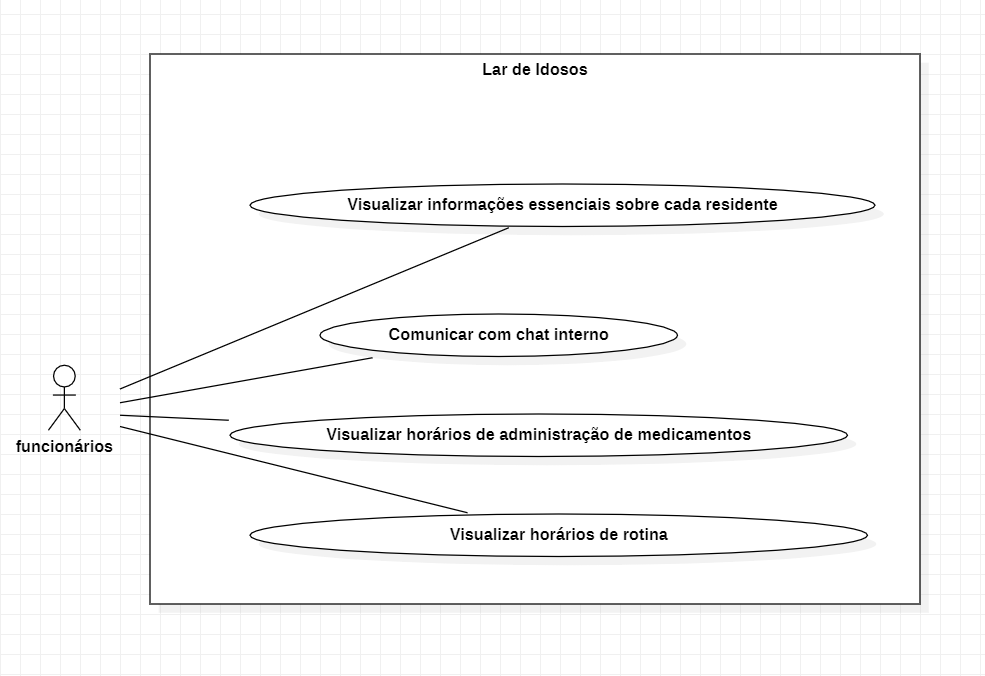 Lar de Idosos
Visualizar informações essenciais sobre cada residente
Comunicar com chat interno
Visualizar horários de administração de medicamentos
funcionários
Visualizar horários de rotina